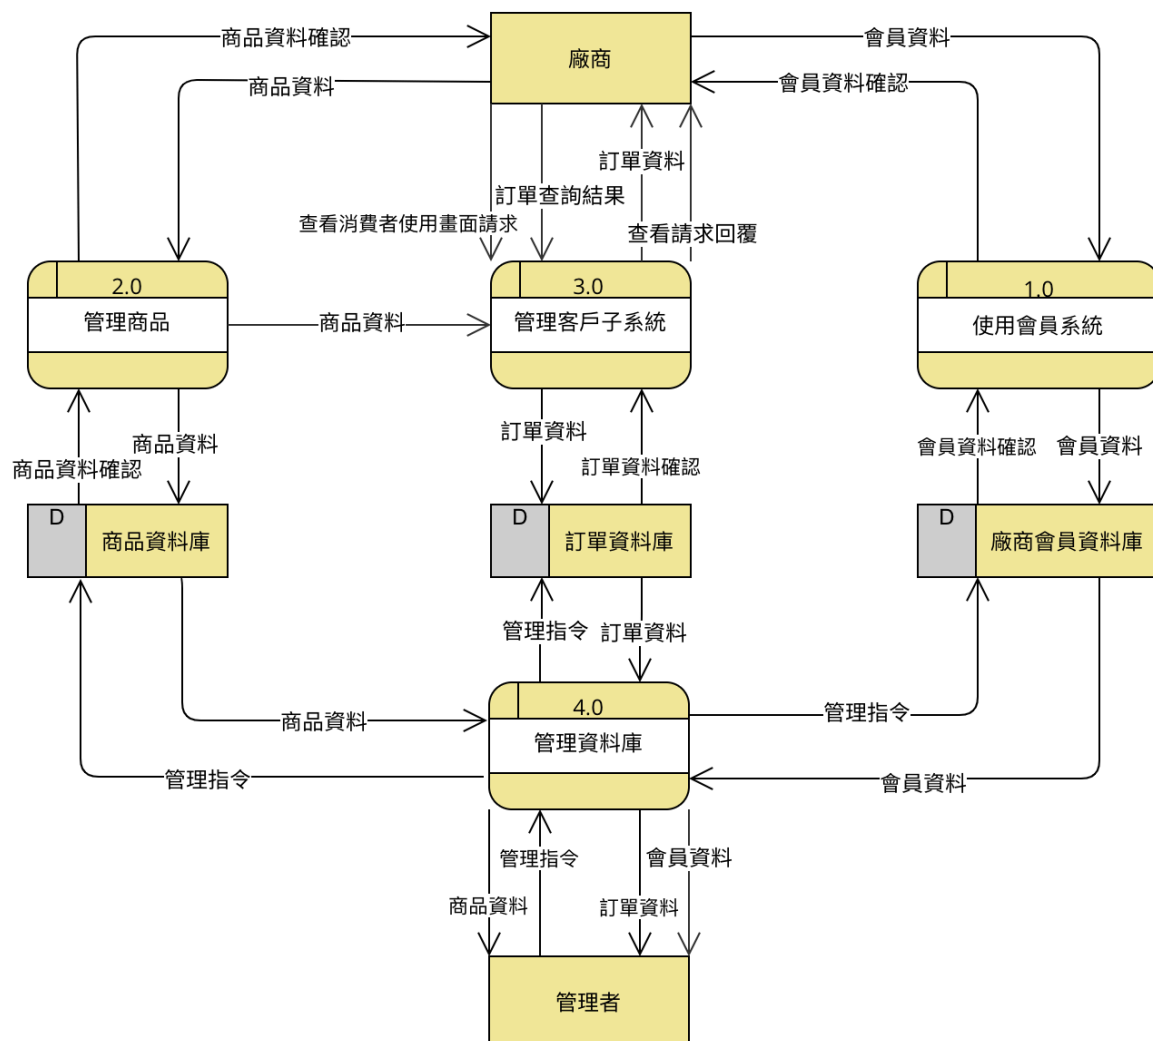 廠商
商品資料確認
會員資料
商品資料
會員資料確認
訂單資料
訂單查詢結果
查看消費者使用畫面請求
查看請求回覆
2.0
管理商品
3.0
管理客戶子系統
1.0
使用會員系統
商品資料
商品資料
商品資料確認
訂單資料
訂單資料確認
會員資料確認
會員資料
D
商品資料庫
D
訂單資料庫
D
廠商會員資料庫
管理指令
訂單資料
4.0
管理資料庫
商品資料
管理指令
管理指令
會員資料
管理指令
會員資料
商品資料
訂單資料
管理者